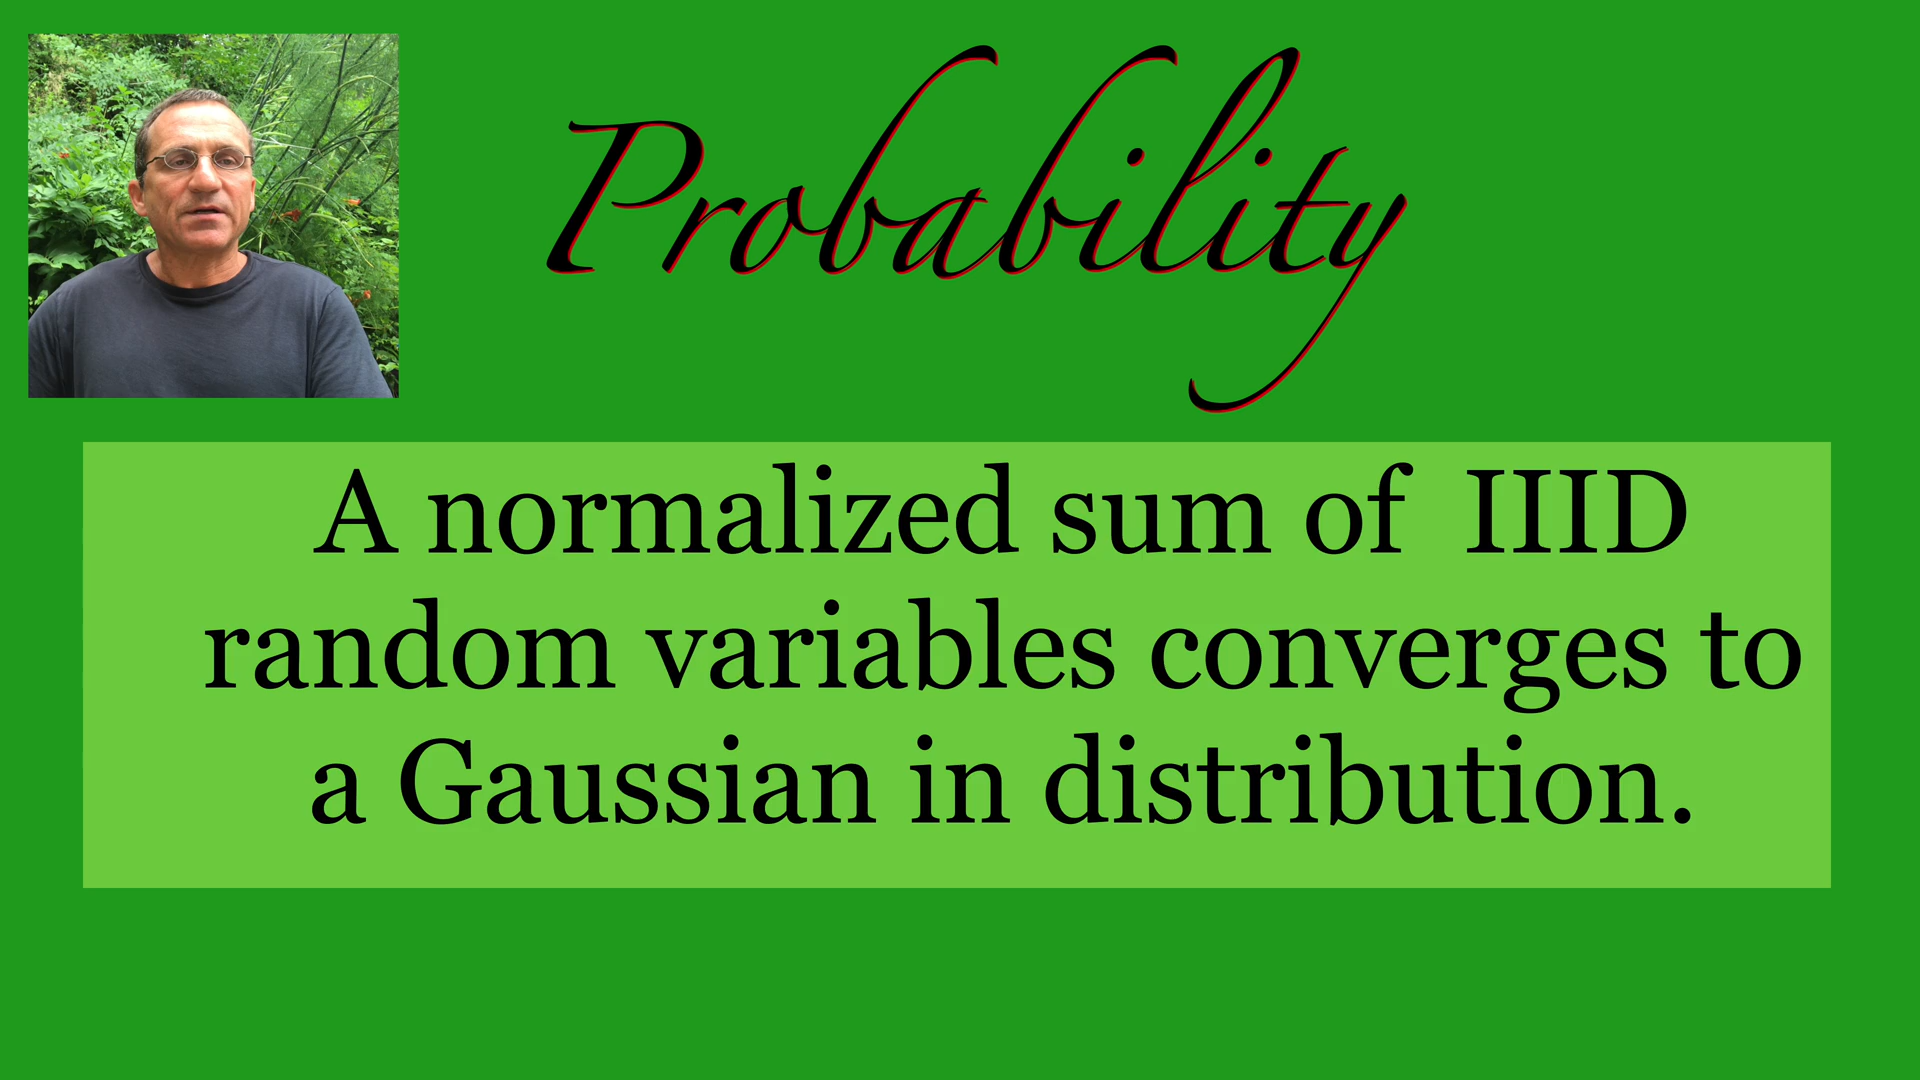 Probability
A normalized sum of IIID
random variables converges to
a Gaussian in distribution.